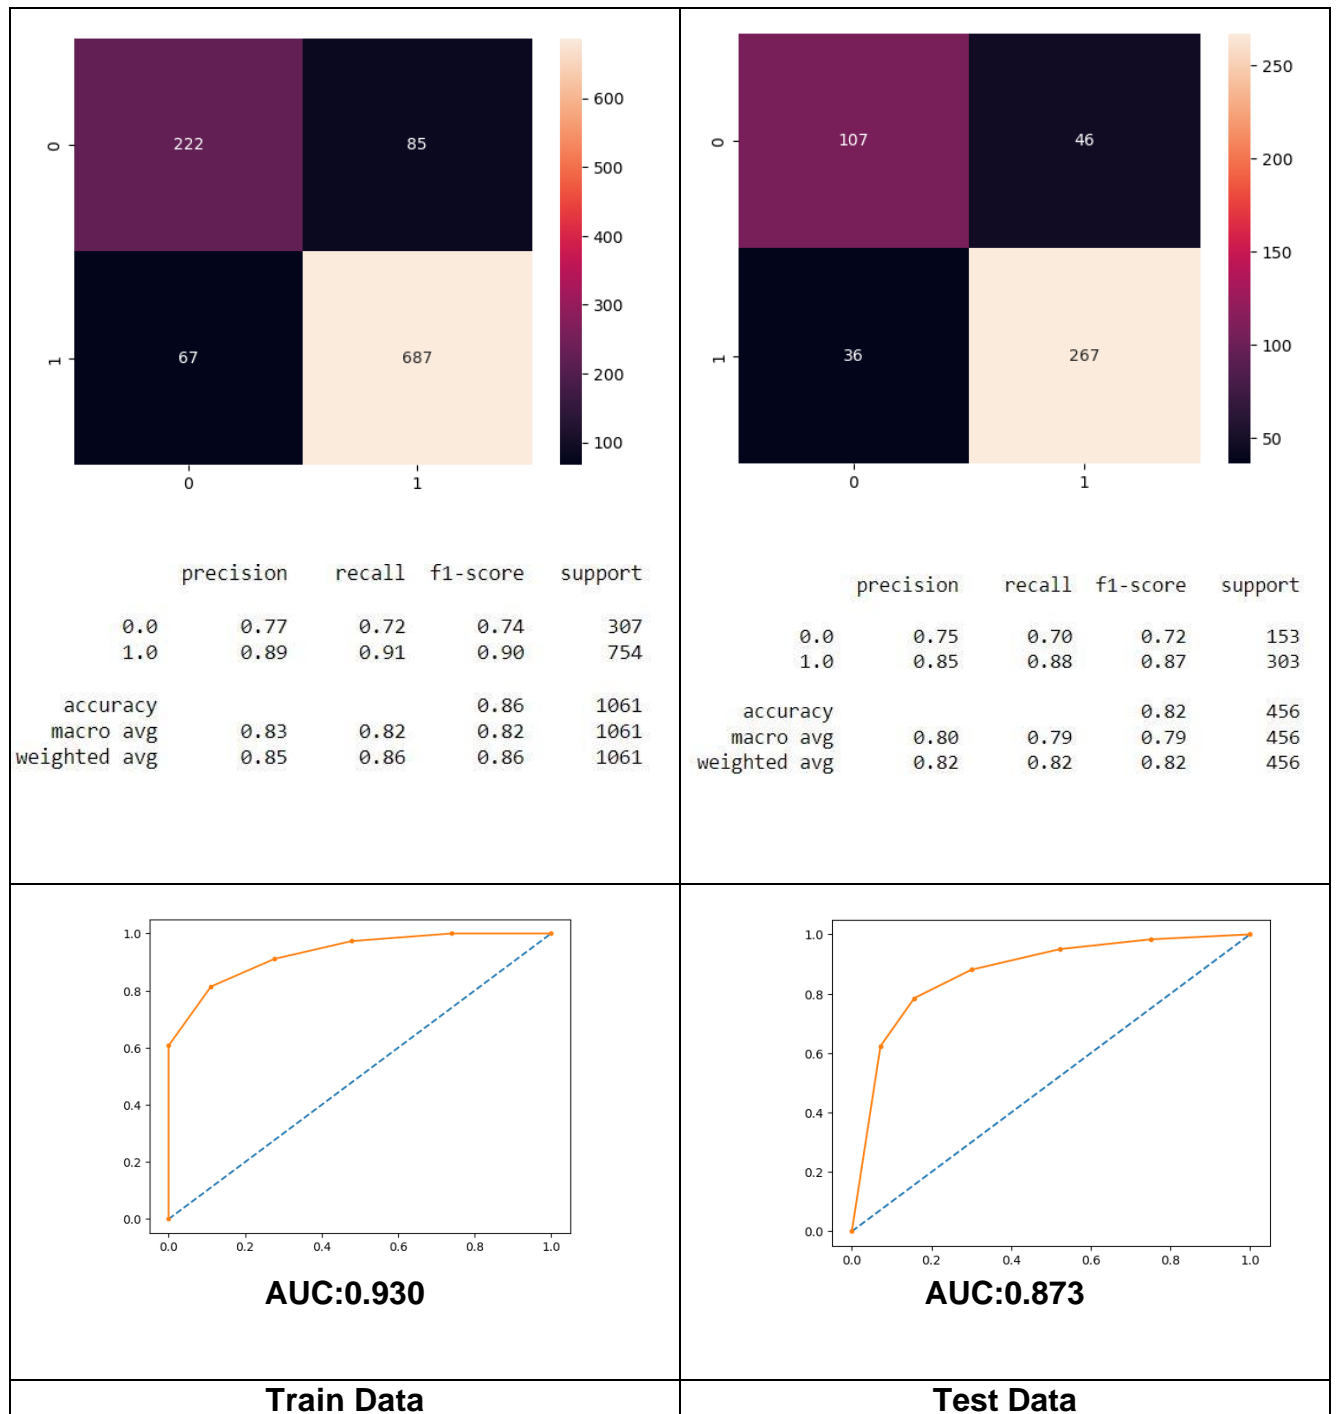 222 85
67 687
0
1
0 1
600
500
400
300
200
100
precision recall f1-score support
0.0 0.77 0.72 0.74 307
1.0 0.89 0.91 0.90 754
accuracy 0.86 1061
macro avg 0.83 0.82 0.82 1061
weighted avg 0.85 0.86 0.86 1061
107 46
36 267
0
1
0 1
250
200
150
100
50
precision recall f1-score support
0.0 0.75 0.70 0.72 153
1.0 0.85 0.88 0.87 303
accuracy 0.82 456
macro avg 0.80 0.79 0.79 456
weighted avg 0.82 0.82 0.82 456
1.0
0.8
0.6
0.4
0.2
0.0
0.0 0.2 0.4 0.6 0.8 1.0
AUC:0.930
1.0
0.8
0.6
0.4
0.2
0.0
0.0 0.2 0.4 0.6 0.8 1.0
AUC:0.873
Train Data
Test Data